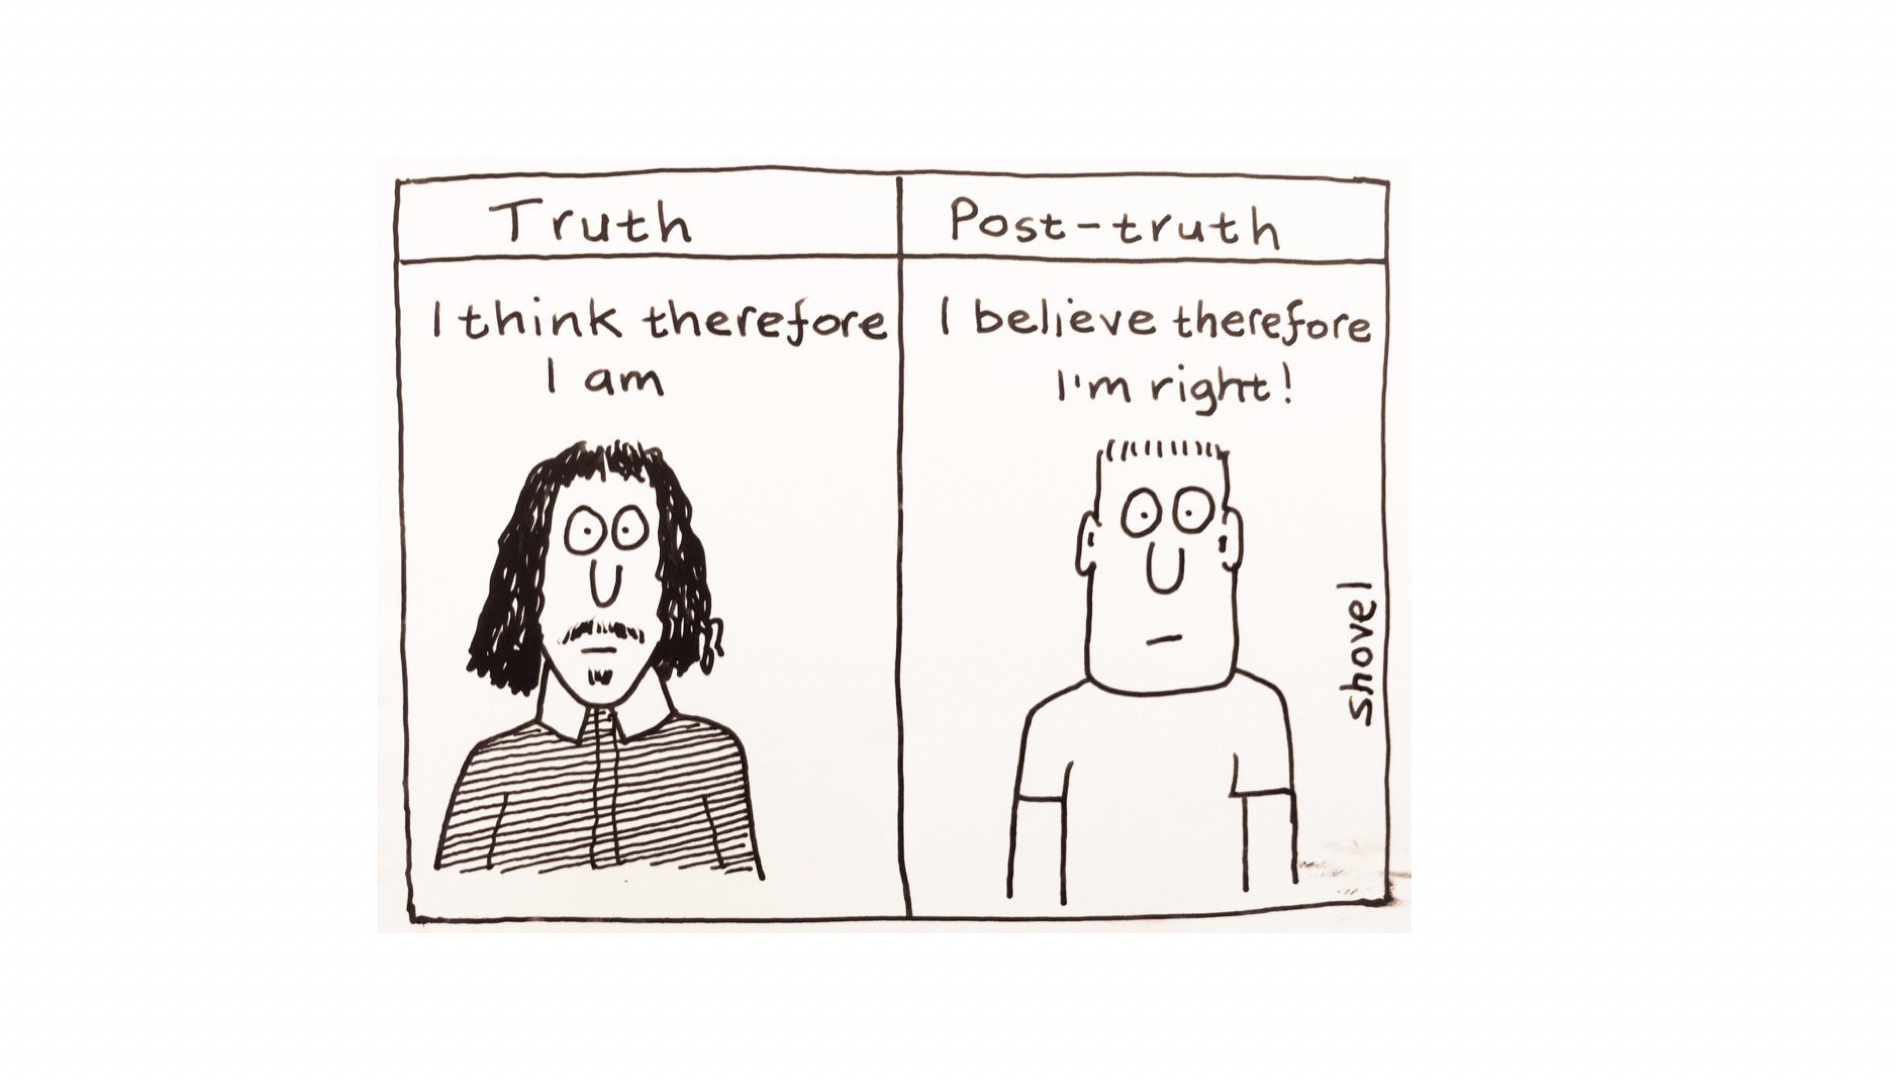 Truth
I think therefore
I am
Post-truth
I believe therefore
I'm right!
shovel